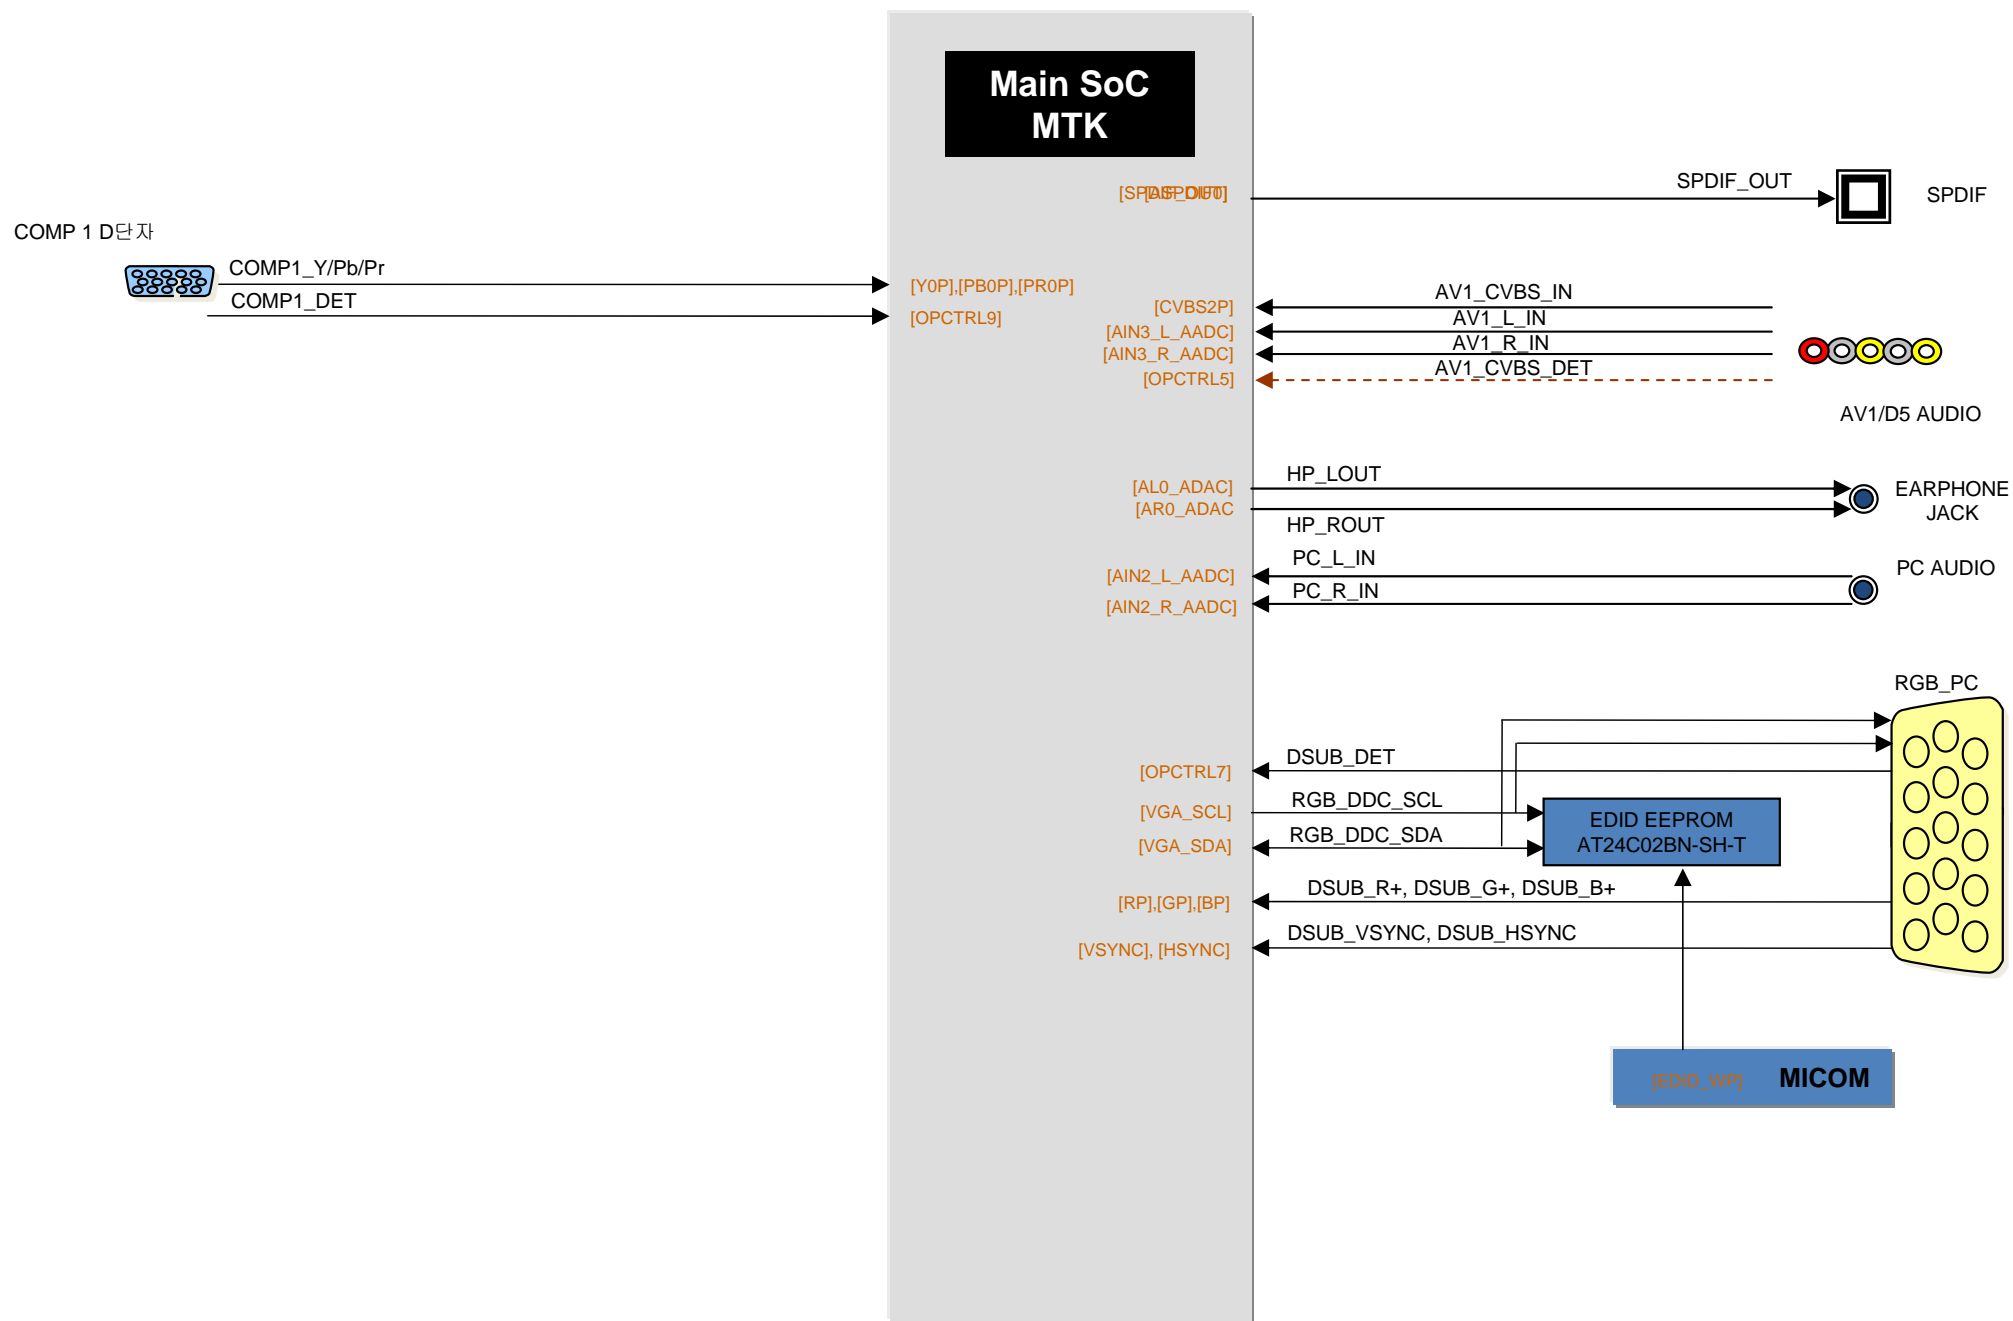 Main SoC
MTK
SPDIF_OUT
SPDIF
COMP 1 D단자
COMP1_Y/Pb/Pr
COMP1_DET
[Y0P],[PB0P],[PR0P]
[OPCTRL9]
[CVBS2P]
[AIN3_L_AADC]
[AIN3_R_AADC]
[OPCTRL5]
AV1_CVBS_IN
AV1_L_IN
AV1_R_IN
AV1_CVBS_DET
AV1/D5 AUDIO
[AL0_ADAC]
[AR0_ADAC
HP_LOUT
HP_ROUT
EARPHONE
JACK
[AIN2_L_AADC]
[AIN2_R_AADC]
PC_L_IN
PC_R_IN
PC AUDIO
RGB_PC
[OPCTRL7]
DSUB_DET
[VGA_SCL]
RGB_DDC_SCL
[VGA_SDA]
RGB_DDC_SDA
EDID EEPROM
AT24C02BN-SH-T
[RP],[GP],[BP]
DSUB_R+, DSUB_G+, DSUB_B+
[VSYNC], [HSYNC]
DSUB_VSYNC, DSUB_HSYNC
[EDID_WP]
MICOM